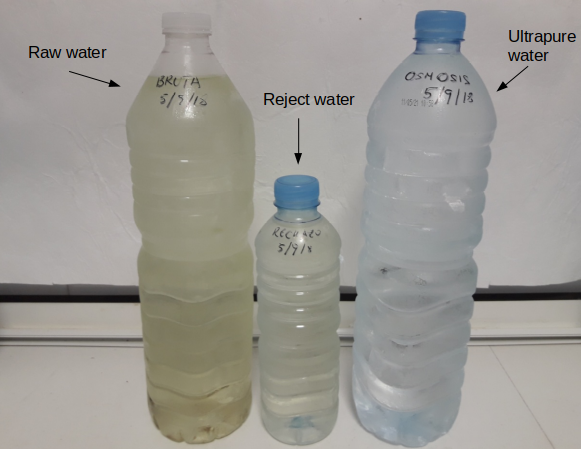 Raw water
BRUTA
5/9/18
Reject water
RECHAZO
5/9/18
Ultrapure
water
OSMOSIS
5/9/18